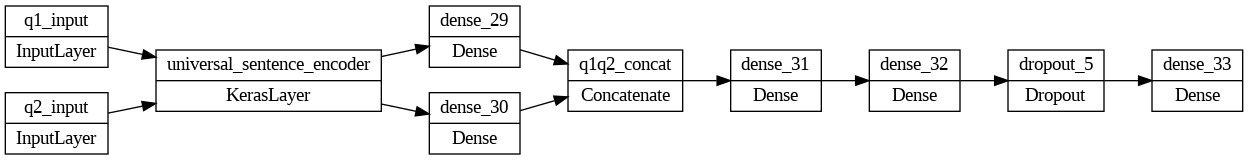 q1_input
InputLayer
q2_input
InputLayer
universal_sentence_encoder
KerasLayer
dense_29
Dense
dense_30
Dense
q1q2_concat
Concatenate
dense_31
Dense
dense_32
Dense
dropout_5
Dropout
dense_33
Dense